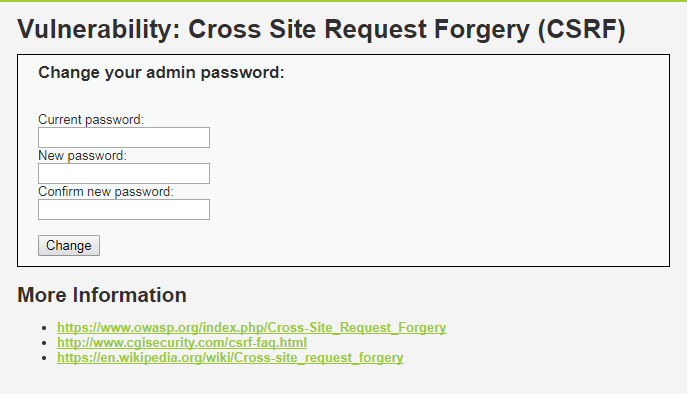 Vulnerability: Cross Site Request Forgery (CSRF)
Change your admin password:
Current password:
New password:
Confirm new password:
Change
More Information
https://www.owasp.org/index.php/Cross-Site_Request_Forgery
http://www.cgisecurity.com/csrf-faq.html
https://en.wikipedia.org/wiki/Cross-site_request_forgery